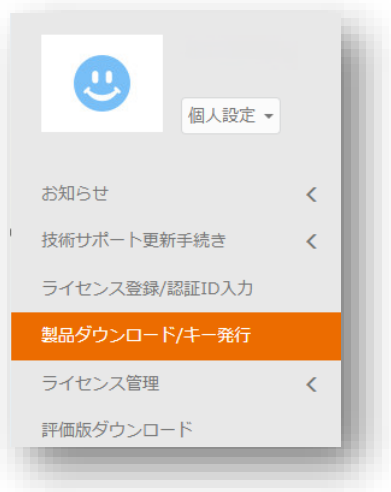 個人設定
お知らせ
技術サポート更新手続き
ライセンス登録/認証ID入力
製品ダウンロード/キー発行
ライセンス管理
評価版ダウンロード